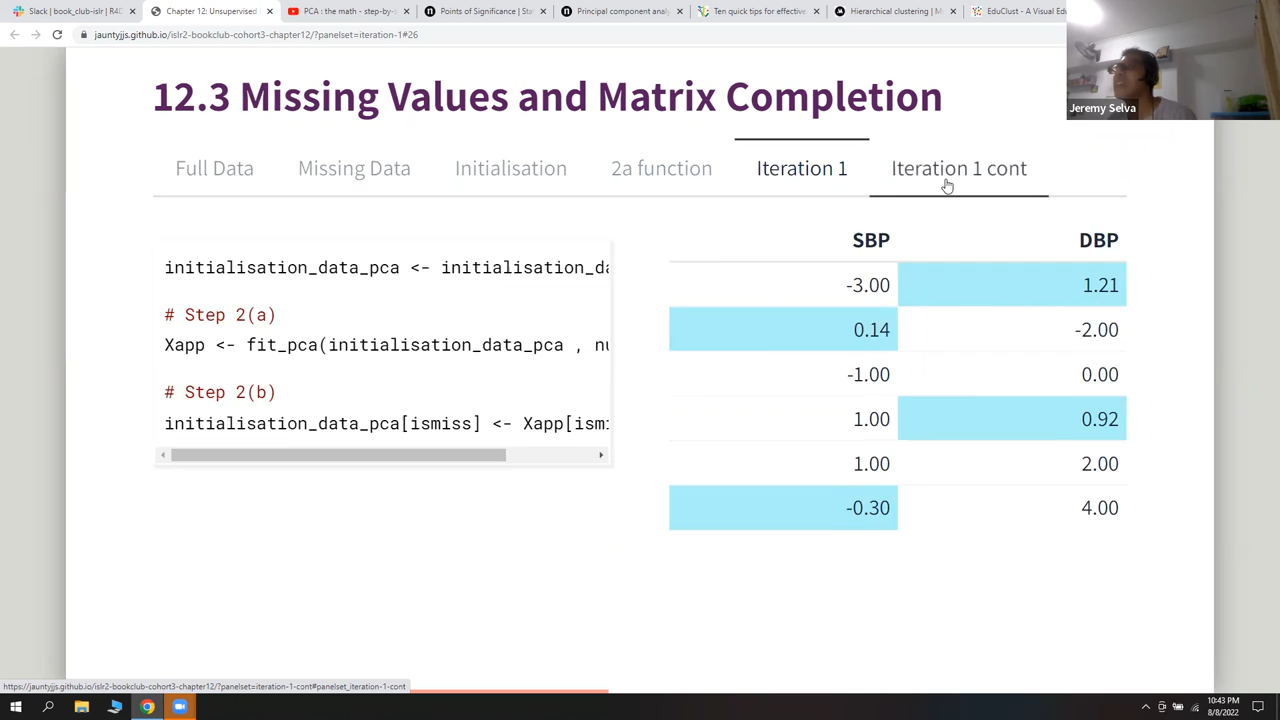 Slack | book_club-islr | R4D
Chapter 12: Unsupervised
PCA : the math - step-by-s
Points of Significance | Sta
Principal component analy
Ten quick tips for effective
Hierarchical clustering | M
EduClust - A Visual Edu
jauntyjjs.github.io/islr2-bookclub-cohort3-chapter12/?panelset=iteration-1#26
Jeremy Selva
12.3 Missing Values and Matrix Completion
Full Data Missing Data Initialisation 2a function Iteration 1 Iteration 1 cont
initialisation_data_pca <- initialisation_da
# Step 2(a)
Xapp <- fit_pca(initialisation_data_pca , nu
# Step 2(b)
initialisation_data_pca[ismiss] <- Xapp[ismi
SBP DBP
-3.00 1.21
0.14 -2.00
-1.00 0.00
1.00 0.92
1.00 2.00
-0.30 4.00
https://jauntyjjs.github.io/islr2-bookclub-cohort3-chapter12/?panelset=iteration-1-cont#panelset_iteration-1-cont
10:43 PM
8/8/2022